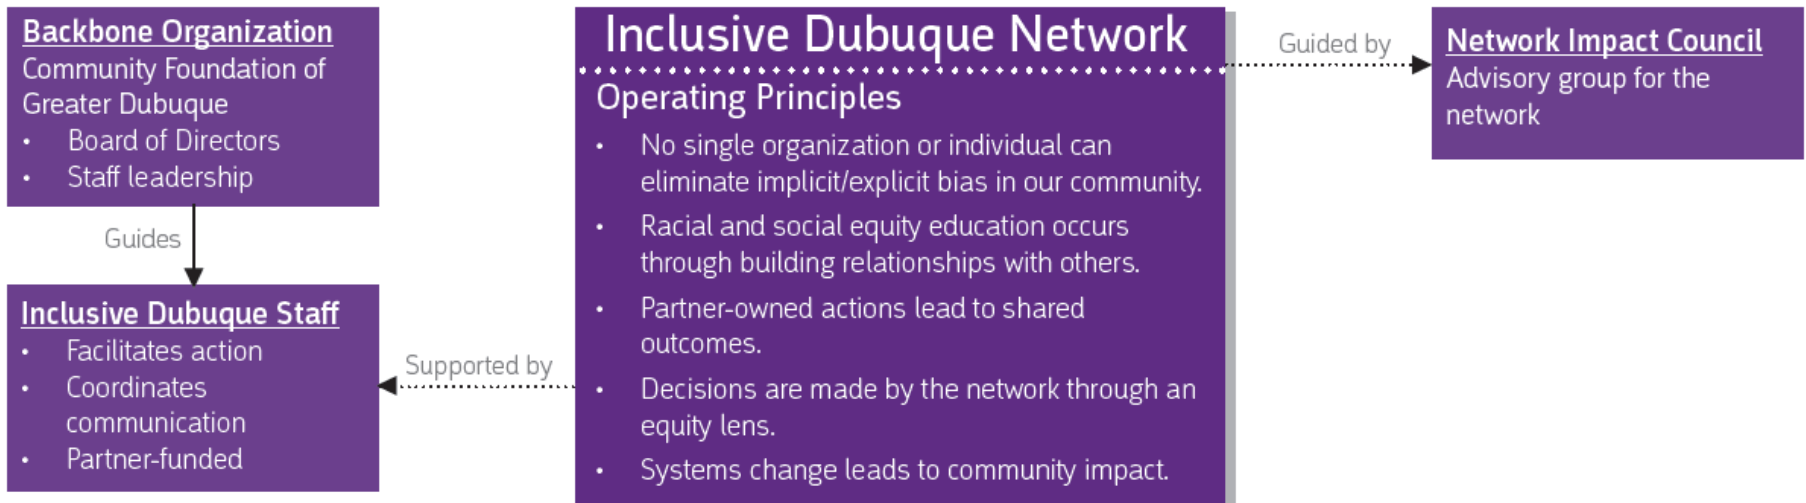 Backbone Organization
Community Foundation of
Greater Dubuque
• Board of Directors
• Staff leadership
Guides
Inclusive Dubuque Staff
• Facilitates action
• Coordinates
communication
• Partner-funded
Supported by
Inclusive Dubuque Network
Operating Principles
• No single organization or individual can
eliminate implicit/explicit bias in our community.
• Racial and social equity education occurs
through building relationships with others.
• Partner-owned actions lead to shared
outcomes.
• Decisions are made by the network through an
equity lens.
• Systems change leads to community impact.
Guided by
Network Impact Council
Advisory group for the
network